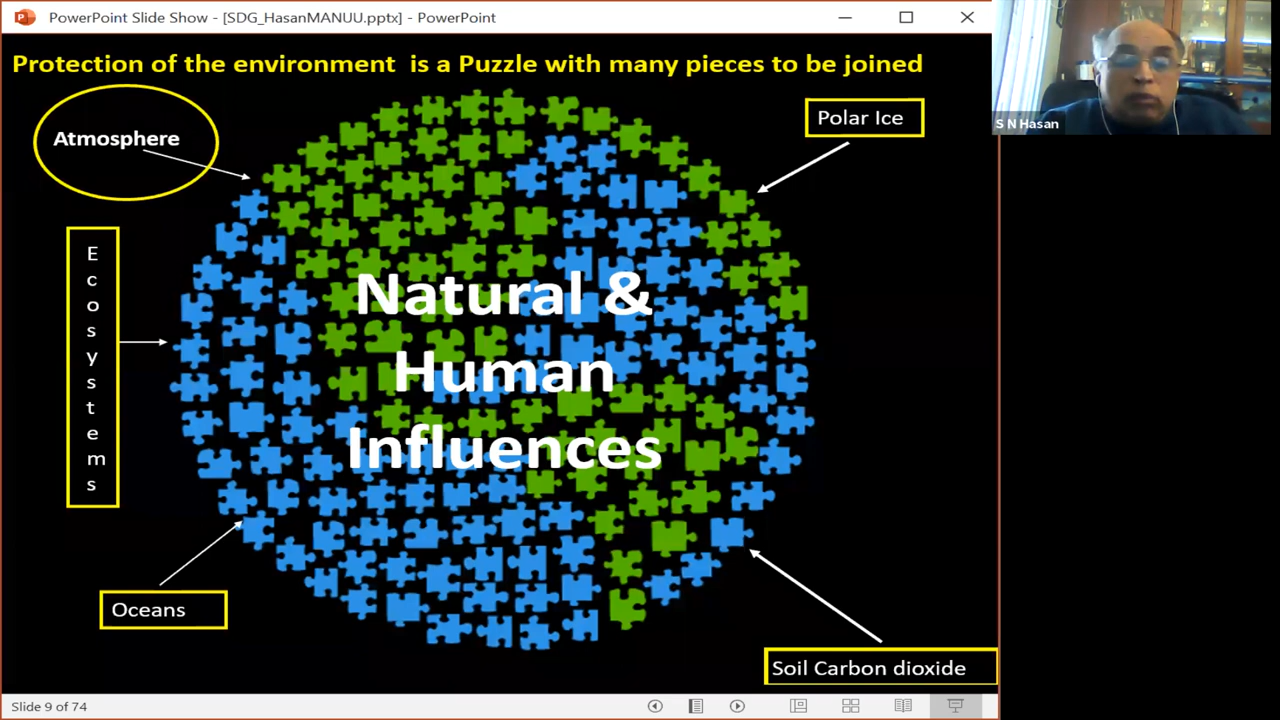 PowerPoint Slide Show - [SDG_HasanMANUU.pptx] - PowerPoint
Protection of the environment is a Puzzle with many pieces to be joined
Atmosphere
Polar Ice
S N Hasan
Ecosystems
Natural &
Human
Influences
Oceans
Soil Carbon dioxide
Slide 9 of 74